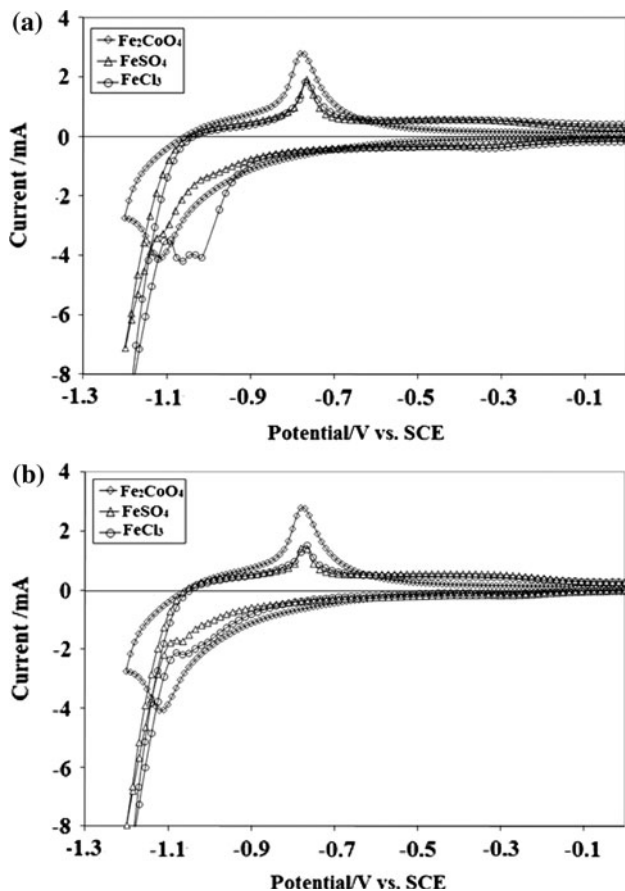 (a)
4
2
0
-2
-4
-6
-8
Current /mA
Fe₂CoO₄
FeSO₄
FeCl₃
-1.3 -1.1 -0.9 -0.7 -0.5 -0.3 -0.1
Potential/V vs. SCE
(b)
4
2
0
-2
-4
-6
-8
Current /mA
Fe₂CoO₄
FeSO₄
FeCl₃
-1.3 -1.1 -0.9 -0.7 -0.5 -0.3 -0.1
Potential/V vs. SCE